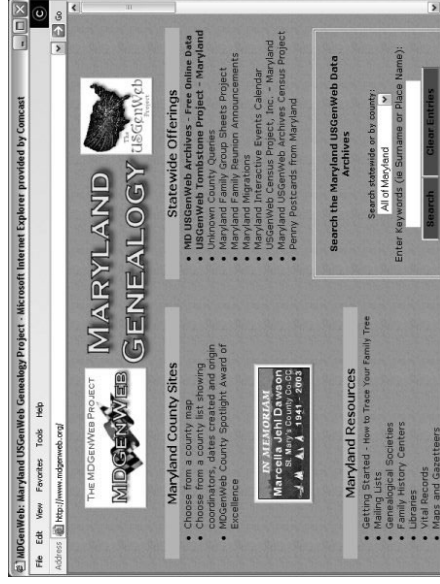 MDGenWeb: Maryland USGenWeb Genealogy Project - Microsoft Internet Explorer provided by Comcast
File Edit View Favorites Tools Help
Address http://www.mdgenweb.org/ Go
THE MDGENWEB PROJECT
MDGENWEB
MARYLAND
GENEALOGY
The
USGenWeb
Project
Maryland County Sites
• Choose from a county map
• Choose from a county list showing
coordinators, dates created and origin
• MDGenWeb County Spotlight Award of
Excellence
IN MEMORIAM
Marcella Jehl Dawson
St. Mary's County Co-CC
1941 - 2003
Maryland Resources
• Getting Started - How to Trace Your Family Tree
• Mailing Lists
• Genealogical Societies
• Family History Centers
• Libraries
• Vital Records
• Maps and Gazetteers
Statewide Offerings
• MD USGenWeb Archives - Free Online Data
• USGenWeb Tombstone Project - Maryland
• Unknown County Queries
• Maryland Family Group Sheets Project
• Maryland Family Reunion Announcements
• Maryland Migrations
• Maryland Interactive Events Calendar
• USGenWeb Census Project, Inc. - Maryland
• Maryland USGenWeb Archives Census Project
• Penny Postcards from Maryland
Search the Maryland USGenWeb Data
Archives
Search statewide or by county:
All of Maryland
Enter Keywords (ie Surname or Place Name):
Search Clear Entries